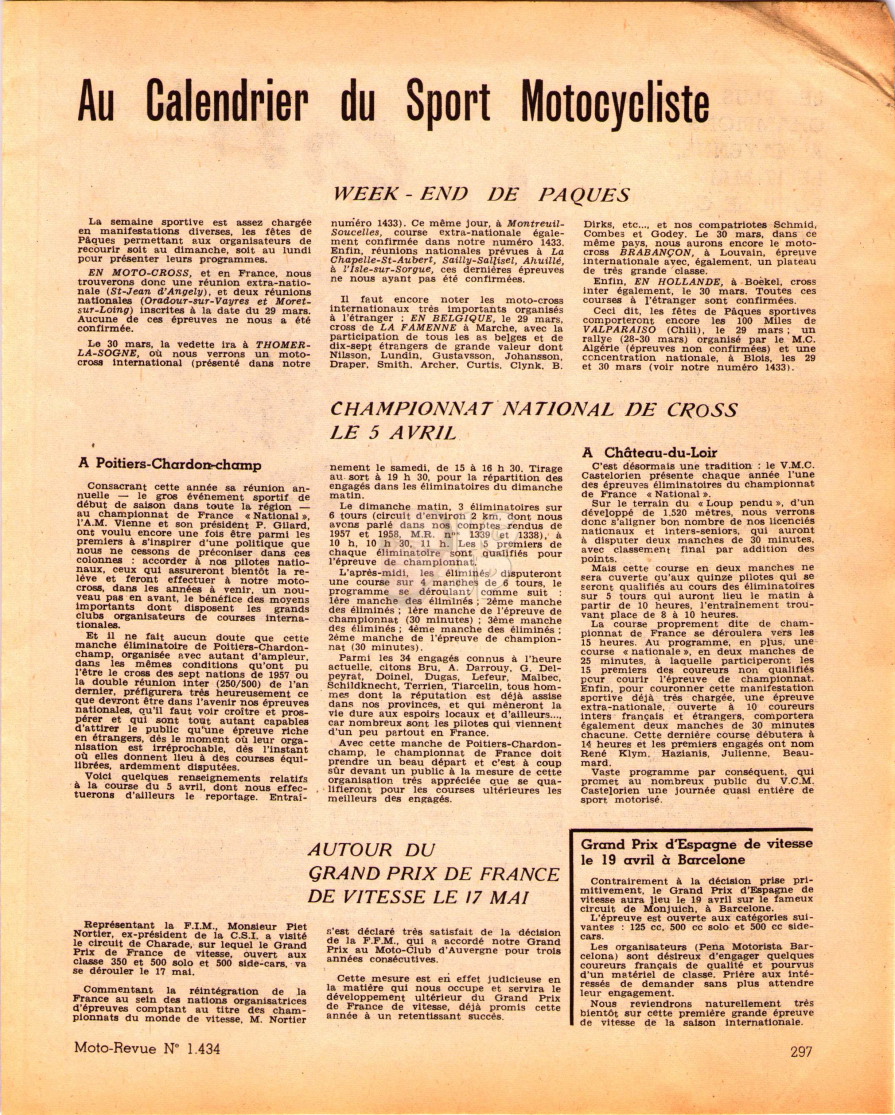 Au Calendrier du Sport Motocycliste
WEEK - END DE PAQUES
La semaine sportive est assez chargée
en manifestations diverses, les fêtes de
Pâques permettant aux organisateurs de
recourir soit au dimanche, soit au lundi
pour présenter leurs programmes.
EN MOTO-CROSS, et en France, nous
trouverons donc une réunion extra-natio-
nale (St-Jean d'Angely), et deux réunions
nationales (Oradour-sur-Vayres et Moret-
sur-Loing) inscrites à la date du 29 mars.
Aucune de ces épreuves ne nous a été
confirmée.
Le 30 mars, la vedette ira à THOMER-
LA-SOGNE, où nous verrons un moto-
cross international (présenté dans notre
numéro 1433). Ce même jour, à Montreuil-
Soucelles, course extra-nationale égale-
ment confirmée dans notre numéro 1433.
Enfin, réunions nationales prévues à La
Chapelle-St-Aubert, Sailly-Saljisel, Ahuillé,
à l'Isle-sur-Sorgue, ces dernières épreuves
ne nous ayant pas été confirmées.
Il faut encore noter les moto-cross
internationaux très importants organisés
à l'étranger : EN BELGIQUE, le 29 mars,
cross de LA FAMENNE à Marche, avec la
participation de tous les as belges et de
dix-sept étrangers de grande valeur dont
Nilsson, Lundin, Gustavsson, Johansson,
Draper, Smith, Archer, Curtis, Clynk, B.
Dirks, etc..., et nos compatriotes Schmid,
Combes et Godey. Le 30 mars, dans ce
même pays, nous aurons encore le moto-
cross BRABANÇON, à Louvain, épreuve
internationale avec, également, un plateau
de très grande classe.
Enfin, EN HOLLANDE, à Boekel, cross
inter également, le 30 mars. Toutes ces
courses à l'étranger sont confirmées.
Ceci dit, les fêtes de Pâques sportives
comporteront encore les 100 Miles de
VALPARAISO (Chili), le 29 mars ; un
rallye (28-30 mars) organisé par le M.C.
Algérie (épreuves non confirmées) et une
concentration nationale, à Blois, les 29
et 30 mars (voir notre numéro 1433).
CHAMPIONNAT NATIONAL DE CROSS
LE 5 AVRIL
A Poitiers-Chardon-champ
Consacrant cette année sa réunion an-
nuelle — le gros événement sportif de
début de saison dans toute la région —
au championnat de France « National »,
l'A.M. Vienne et son président P. Gilard,
ont voulu encore une fois être parmi les
premiers à s'inspirer d'une politique que
nous ne cessons de préconiser dans ces
colonnes : accorder à nos pilotes natio-
naux, ceux qui assureront bientôt la re-
lève et feront effectuer à notre moto-
cross, dans les années à venir, un nou-
veau pas en avant, le bénéfice des moyens
importants dont disposent les grands
clubs organisateurs de courses interna-
tionales.
Et il ne fait aucun doute que cette
manche éliminatoire de Poitiers-Chardon-
champ, organisée avec autant d'ampleur,
dans les mêmes conditions qu'ont pu
l'être le cross des sept nations de 1957 ou
la double réunion inter (250/500) de l'an
dernier, préfigurera très heureusement ce
que devront être dans l'avenir nos épreuves
nationales, qu'il faut voir croître et pros-
pérer et qui sont tout autant capables
d'attirer le public qu'une épreuve riche
en étrangers, dès le moment où leur orga-
nisation est irréprochable, dès l'instant
où elles donnent lieu à des courses équi-
librées, ardemment disputées.
Voici quelques renseignements relatifs
à la course du 5 avril, dont nous effec-
tuerons d'ailleurs le reportage. Entraî-
nement le samedi, de 15 à 16 h 30. Tirage
au sort à 19 h 30, pour la répartition des
engagés dans les éliminatoires du dimanche
matin.
Le dimanche matin, 3 éliminatoires sur
6 tours (circuit d'environ 2 km, dont nous
avons parlé dans nos comptes rendus de
1957 et 1958, M.R. nos 1339 et 1338), à
10 h, 10 h 30, 11 h. Les 5 premiers de
chaque éliminatoire sont qualifiés pour
l'épreuve de championnat.
L'après-midi, les éliminés disputeront
une course sur 4 manches de 6 tours, le
programme se déroulant comme suit :
1ère manche des éliminés ; 2ème manche
des éliminés ; 1ère manche de l'épreuve de
championnat (30 minutes) ; 3ème manche
des éliminés ; 4ème manche des éliminés ;
2ème manche de l'épreuve de champion-
nat (30 minutes).
Parmi les 34 engagés connus à l'heure
actuelle, citons Bru, A. Darrouy, G. Del-
peyrat, Doinel, Dugas, Lefeur, Malbec,
Schildknecht, Terrien, Tiarcelin, tous hom-
mes dont la réputation est déjà assise
dans nos provinces, et qui mèneront la
vie dure aux espoirs locaux et d'ailleurs...,
car nombreux sont les pilotes qui viennent
d'un peu partout en France.
Avec cette manche de Poitiers-Chardon-
champ, le championnat de France doit
prendre un beau départ et c'est à coup
sûr devant un public à la mesure de cette
organisation très appréciée que se qua-
lifieront pour les courses ultérieures les
meilleurs des engagés.
A Château-du-Loir
C'est désormais une tradition : le V.M.C.
Castelorien présente chaque année l'une
des épreuves éliminatoires du championnat
de France « National ».
Sur le terrain du « Loup pendu », d'un
développé de 1.520 mètres, nous verrons
donc s'aligner bon nombre de nos licenciés
nationaux et inters-seniors, qui auront
à disputer deux manches de 30 minutes,
avec classement final par addition des
points.
Mais cette course en deux manches ne
sera ouverte qu'aux quinze pilotes qui se
seront qualifiés au cours des éliminatoires
sur 5 tours qui auront lieu le matin à
partir de 10 heures, l'entraînement trou-
vant place de 8 à 10 heures.
La course proprement dite de cham-
pionnat de France se déroulera vers les
15 heures. Au programme, en plus, une
course « nationale », en deux manches de
25 minutes, à laquelle participeront les
15 premiers des coureurs non qualifiés
pour courir l'épreuve de championnat.
Enfin, pour couronner cette manifestation
sportive déjà très chargée, une épreuve
extra-nationale, ouverte à 10 coureurs
inters français et étrangers, comportera
également deux manches de 30 minutes
chacune. Cette dernière course débutera à
14 heures et les premiers engagés ont nom
René Klym, Hazianis, Julienne, Beau-
mard.
Vaste programme par conséquent, qui
promet au nombreux public du V.C.M.
Castelorien une journée quasi entière de
sport motorisé.
AUTOUR DU
GRAND PRIX DE FRANCE
DE VITESSE LE 17 MAI
Représentant la F.I.M., Monsieur Piet
Nortier, ex-président de la C.S.I. a visité
le circuit de Charade, sur lequel le Grand
Prix de France de vitesse, ouvert aux
classe 350 et 500 solo et 500 side-cars, va
se dérouler le 17 mai.
Commentant la réintégration de la
France au sein des nations organisatrices
d'épreuves comptant au titre des cham-
pionnats du monde de vitesse, M. Nortier
s'est déclaré très satisfait de la décision
de la F.F.M., qui a accordé notre Grand
Prix au Moto-Club d'Auvergne pour trois
années consécutives.
Cette mesure est en effet judicieuse en
la matière qui nous occupe et servira le
développement ultérieur du Grand Prix
de France de vitesse, déjà promis cette
année à un retentissant succès.
Grand Prix d'Espagne de vitesse
le 19 avril à Barcelone
Contrairement à la décision prise pri-
mitivement, le Grand Prix d'Espagne de
vitesse aura lieu le 19 avril sur le fameux
circuit de Monjuich, à Barcelone.
L'épreuve est ouverte aux catégories sui-
vantes : 125 cc, 500 cc solo et 500 cc side-
cars.
Les organisateurs (Pena Motorista Bar-
celona) sont désireux d'engager quelques
coureurs français de qualité et pourvus
d'un matériel de classe. Prière aux inté-
ressés de demander sans plus attendre
leur engagement.
Nous reviendrons naturellement très
bientôt sur cette première grande épreuve
de vitesse de la saison internationale.
Moto-Revue N° 1.434
297